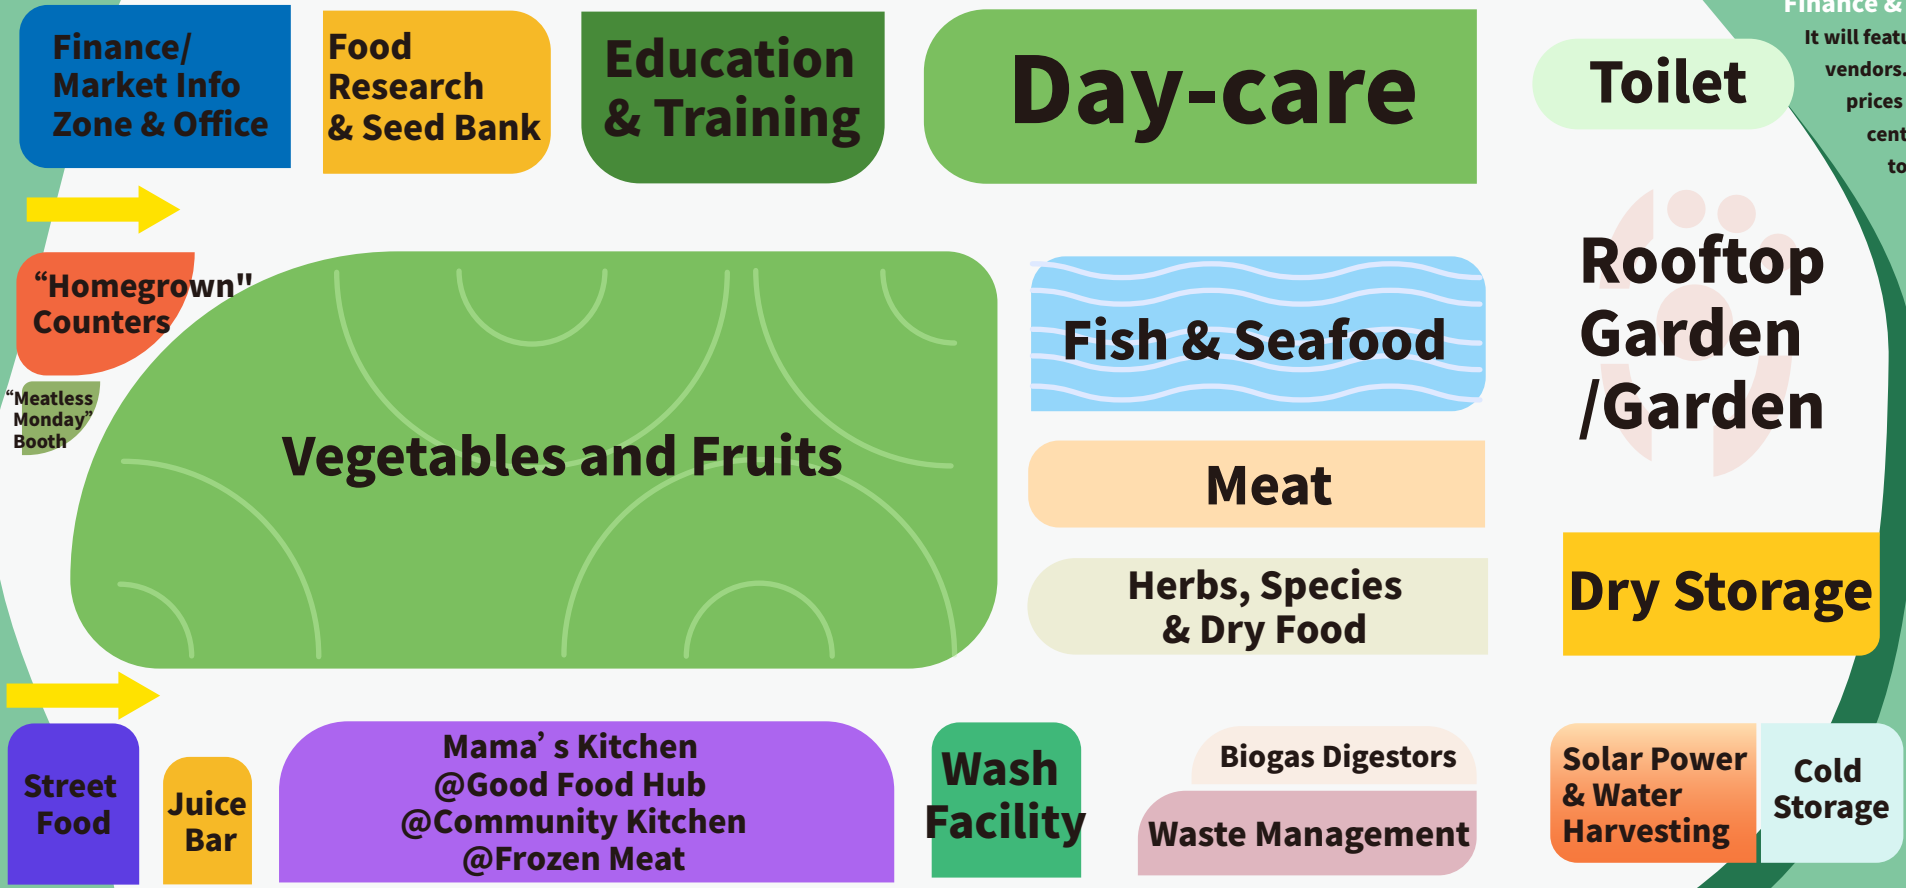 Finance/
Market Info
Zone & Office
Food
Research
& Seed Bank
Education
& Training
Day-care
Toilet
Finance &
It will featu
vendors.
prices
cent
to
“Homegrown"
Counters
“Meatless
Monday”
Booth
Vegetables and Fruits
Fish & Seafood
Meat
Herbs, Species
& Dry Food
Rooftop
Garden
/Garden
Dry Storage
Street
Food
Juice
Bar
Mama’ s Kitchen
@Good Food Hub
@Community Kitchen
@Frozen Meat
Wash
Facility
Biogas Digestors
Waste Management
Solar Power
& Water
Harvesting
Cold
Storage